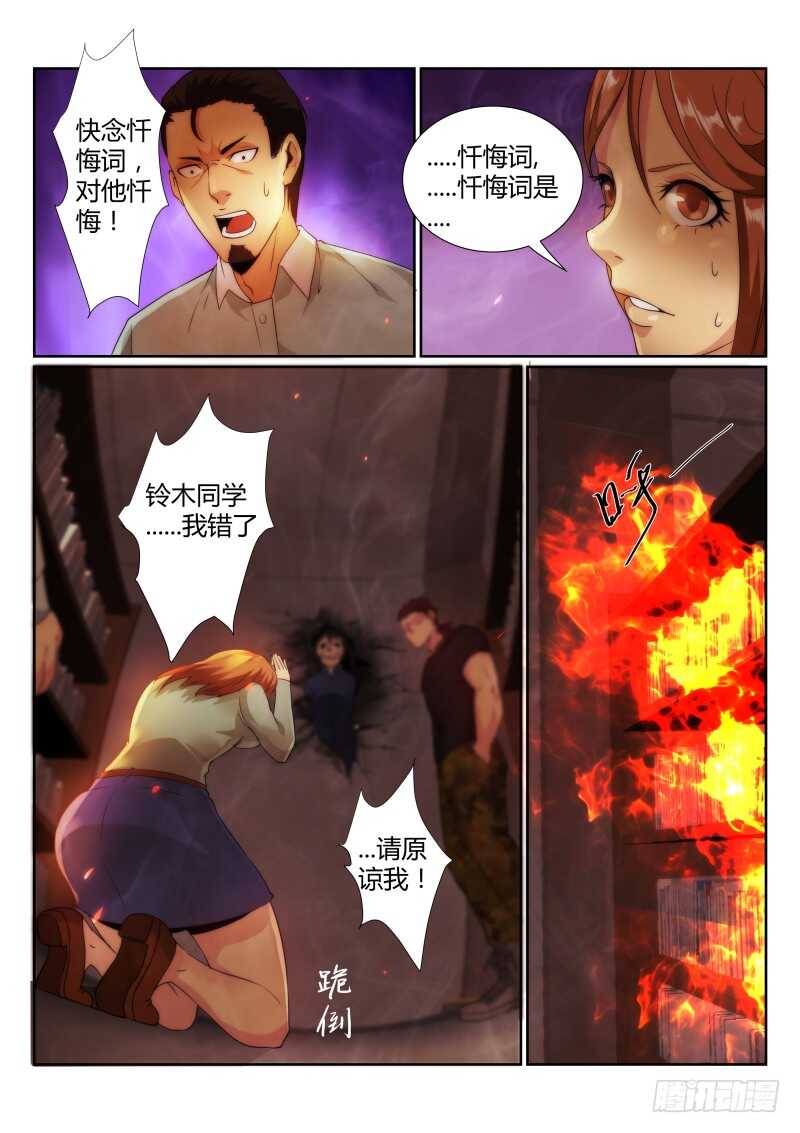 快念忏
悔词，
对他忏
悔！
.....忏悔词,
.....忏悔词是
....
铃木同学
......我错了
呼
...请原
谅我！
跪
倒
腾讯动漫